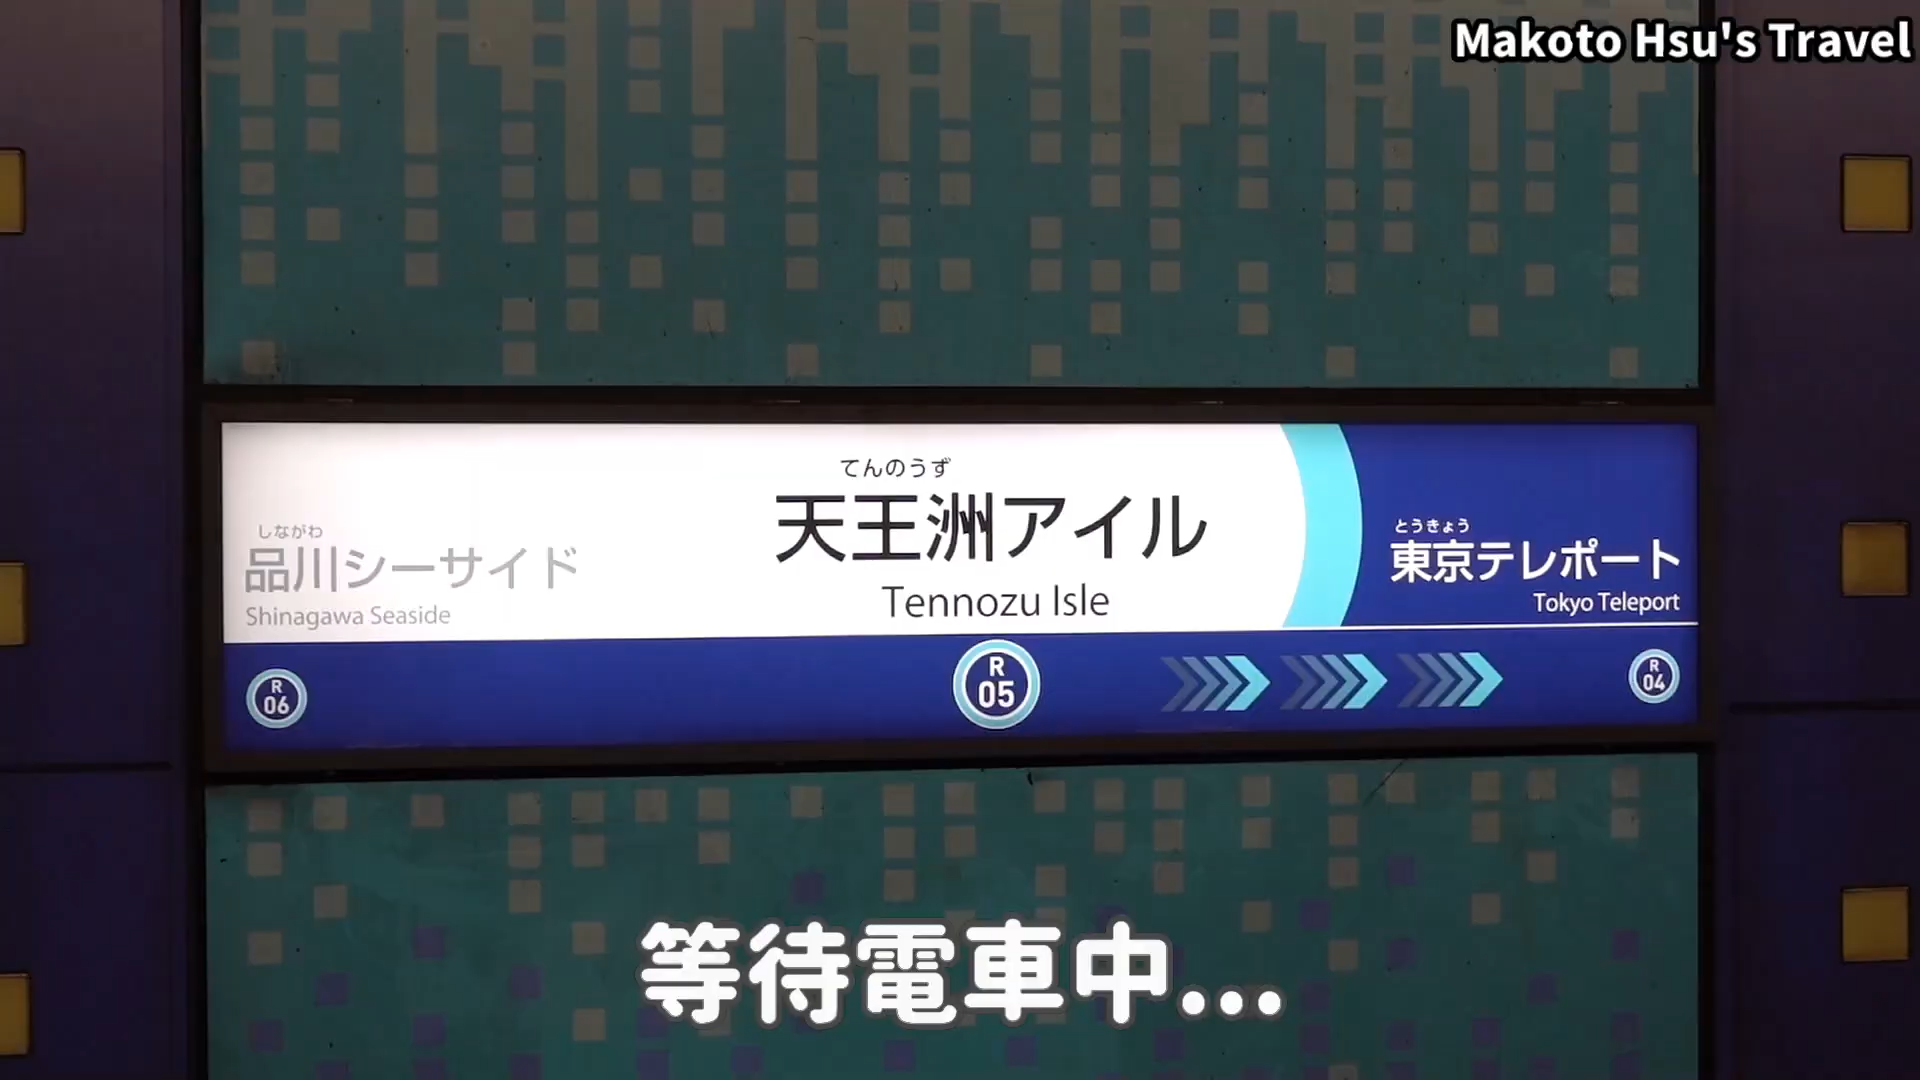 Makoto Hsu's Travel
てんのうず
天王洲アイル
Tennozu Isle
しながわ
品川シーサイド
Shinagawa Seaside
とうきょう
東京テレポート
Tokyo Teleport
R
06
R
05
R
04
等待電車中...